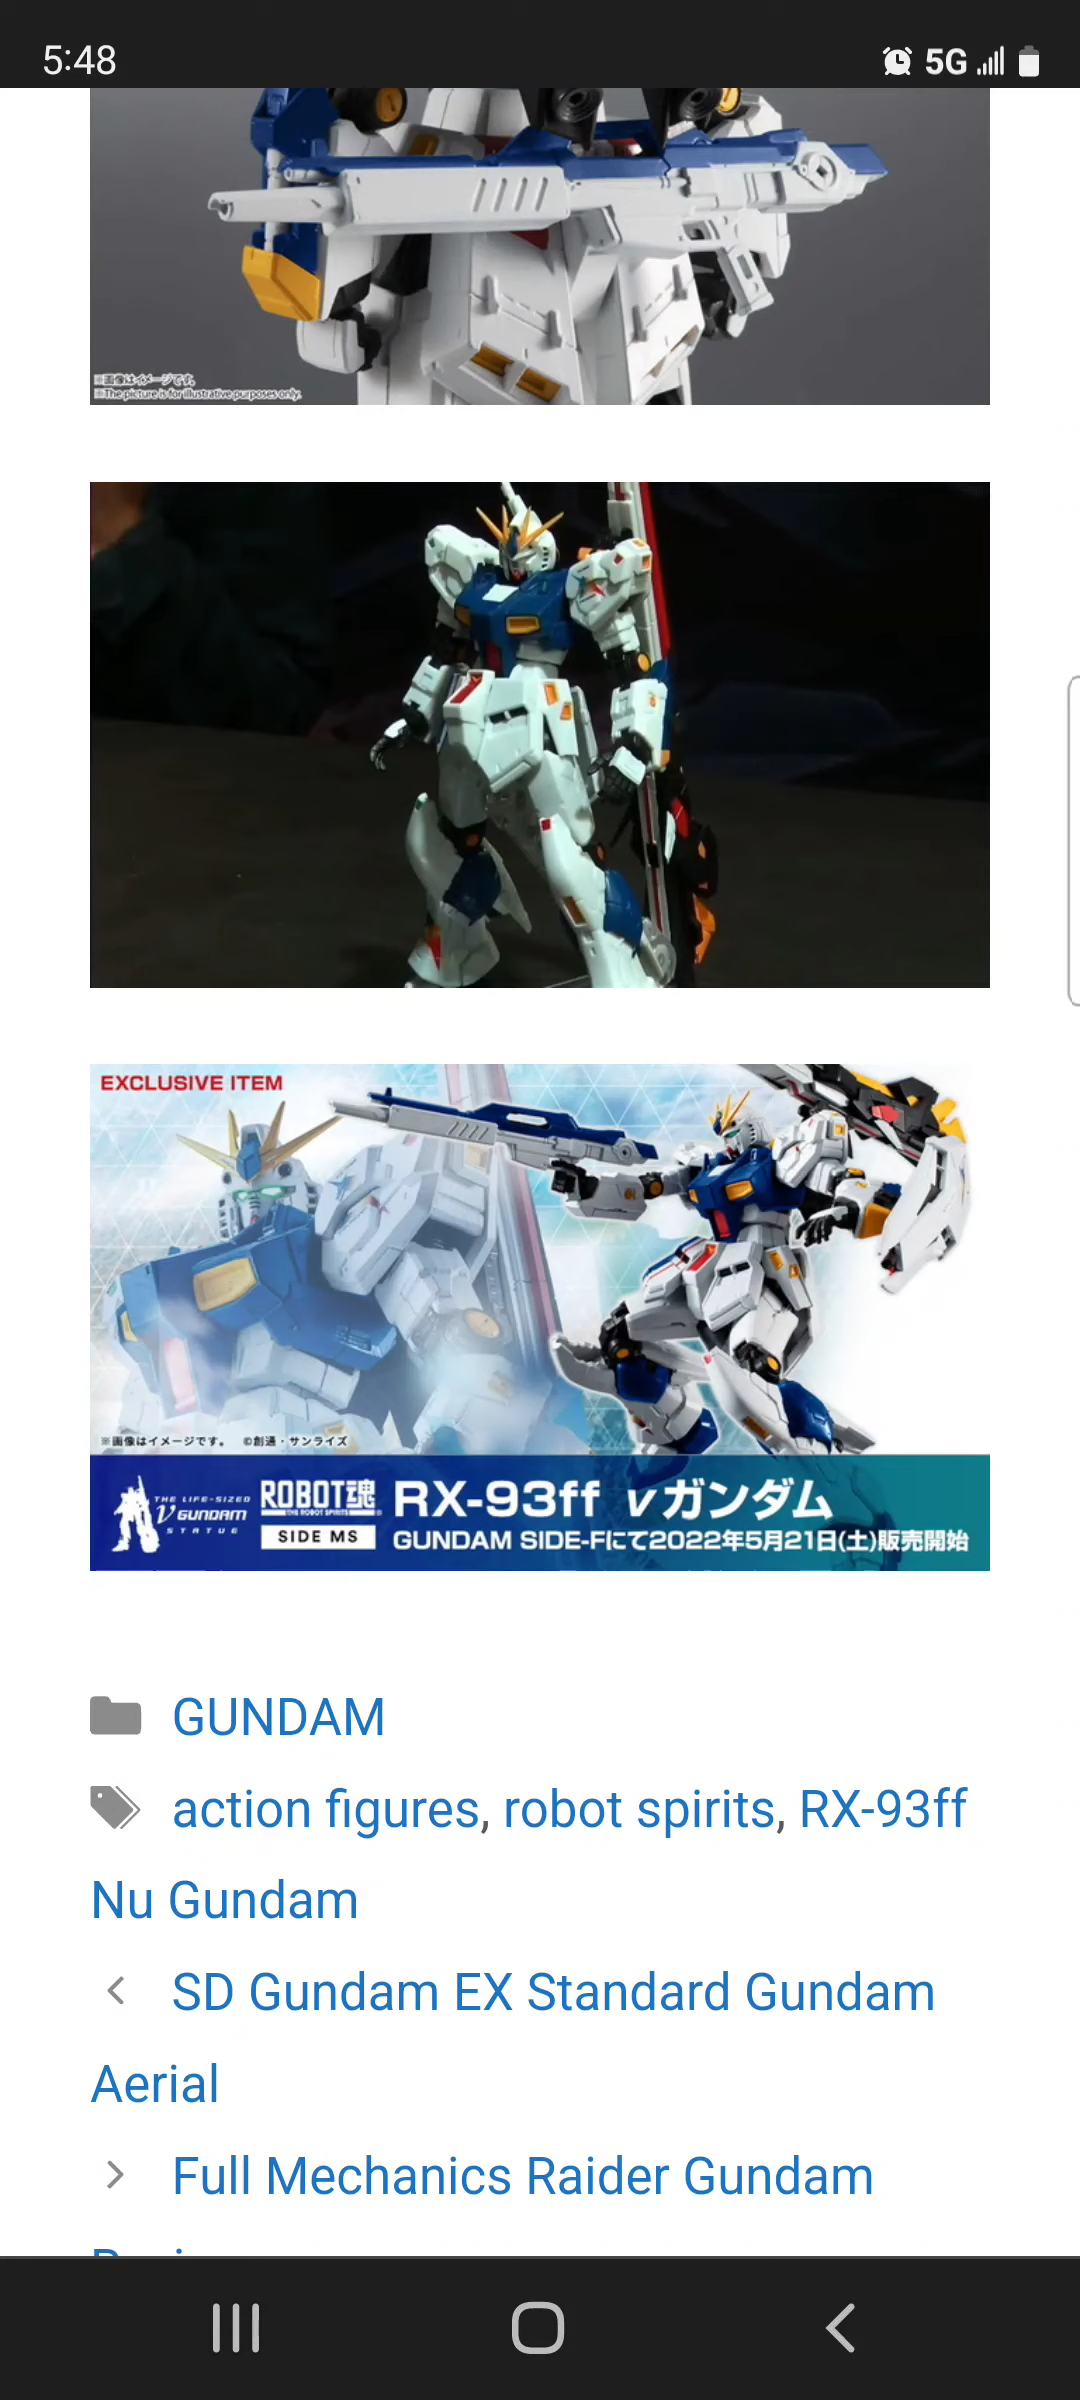 5:48
5G
※画像はイメージです。
※The picture is for illustrative purposes only.
EXCLUSIVE ITEM
※画像はイメージです。 ©創通・サンライズ
THE LIFE-SIZED
ν GUNDAM
STATUE
ROBOT魂
THE ROBOT SPIRITS
SIDE MS
RX-93ff νガンダム
GUNDAM SIDE-Fにて2022年5月21日(土)販売開始
GUNDAM
action figures, robot spirits, RX-93ff
Nu Gundam
SD Gundam EX Standard Gundam
Aerial
Full Mechanics Raider Gundam